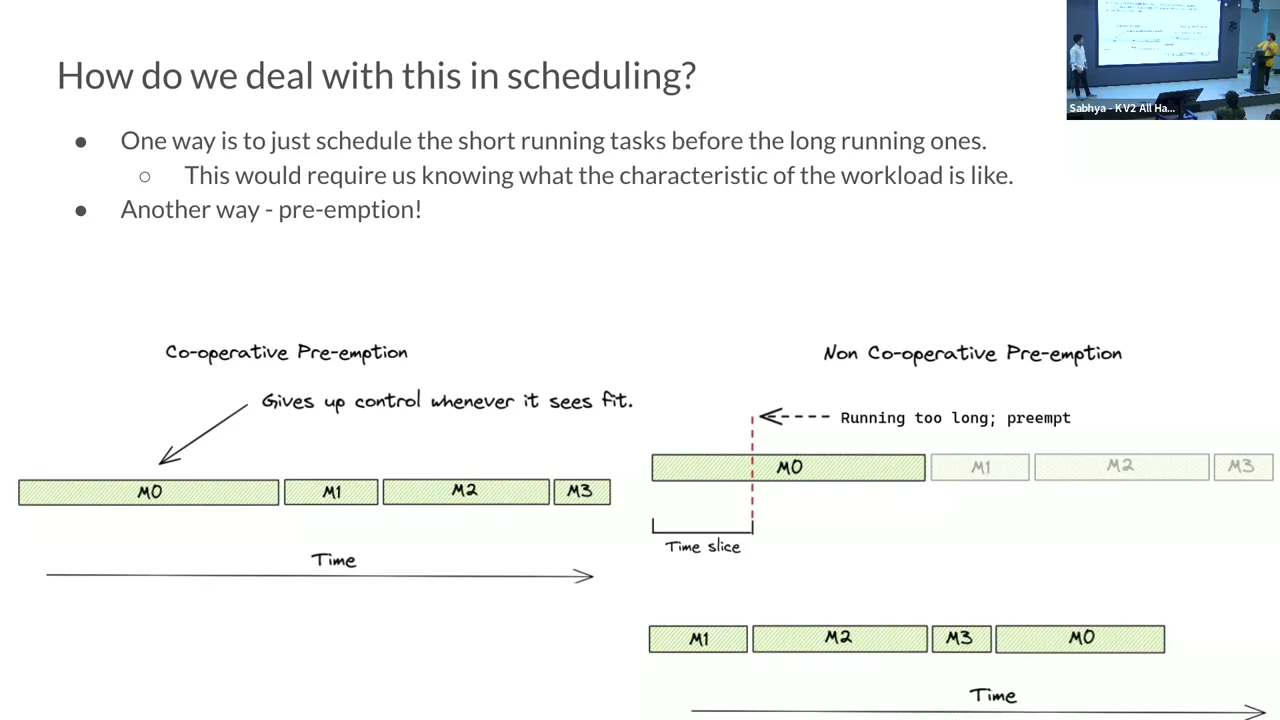 How do we deal with this in scheduling?
Sabhya - KV2 All Ha...
● One way is to just schedule the short running tasks before the long running ones.
○ This would require us knowing what the characteristic of the workload is like.
● Another way - pre-emption!
Co-operative Pre-emption
Gives up control whenever it sees fit.
M0 M1 M2 M3
Time
Non Co-operative Pre-emption
Running too long; preempt
M0 M1 M2 M3
Time slice
M1 M2 M3 M0
Time